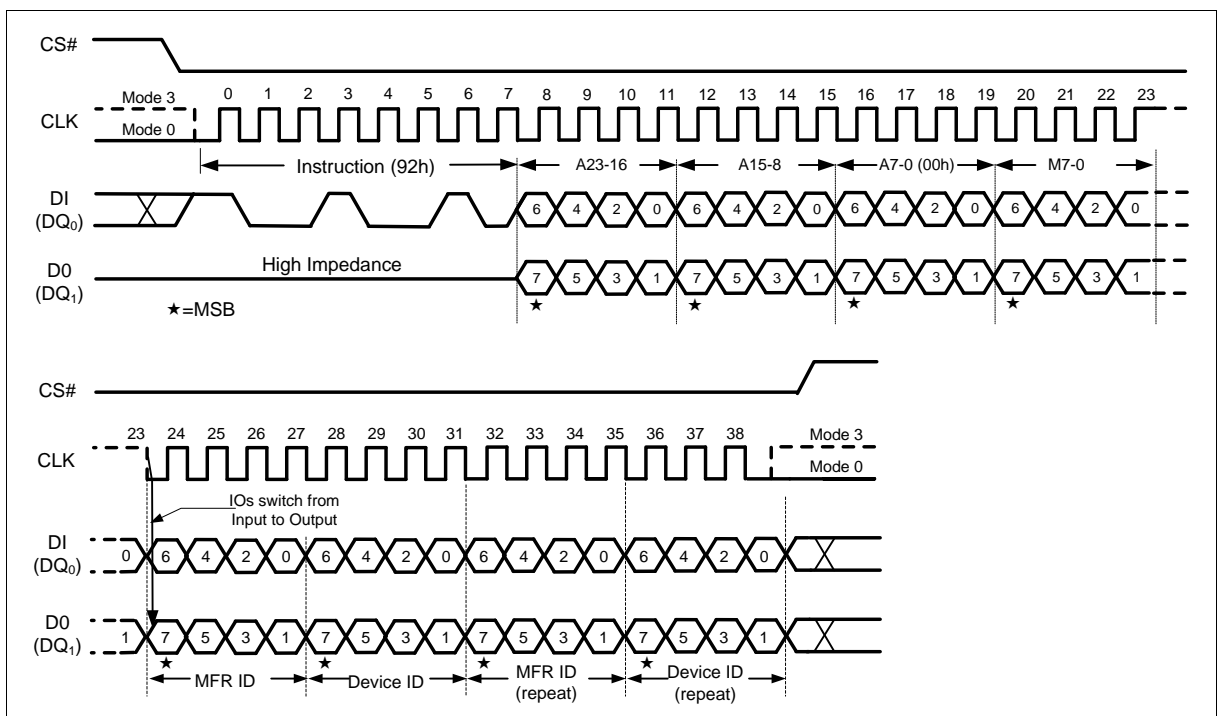 CS#
Mode 3 0 1 2 3 4 5 6 7 8 9 10 11 12 13 14 15 16 17 18 19 20 21 22 23
CLK
Mode 0
Instruction (92h) A23-16 A15-8 A7-0 (00h) M7-0
DI
(DQ0) 6 4 2 0 6 4 2 0 6 4 2 0 6 4 2 0
High Impedance
D0
(DQ1) 7 5 3 1 7 5 3 1 7 5 3 1 7 5 3 1
★=MSB ★ ★ ★ ★
CS#
23 24 25 26 27 28 29 30 31 32 33 34 35 36 37 38 Mode 3
CLK
Mode 0
IOs switch from
Input to Output
DI
(DQ0) 0 6 4 2 0 6 4 2 0 6 4 2 0 6 4 2 0
D0
(DQ1) 1 7 5 3 1 7 5 3 1 7 5 3 1 7 5 3 1
★ ★ ★ ★
MFR ID Device ID MFR ID Device ID
(repeat) (repeat)